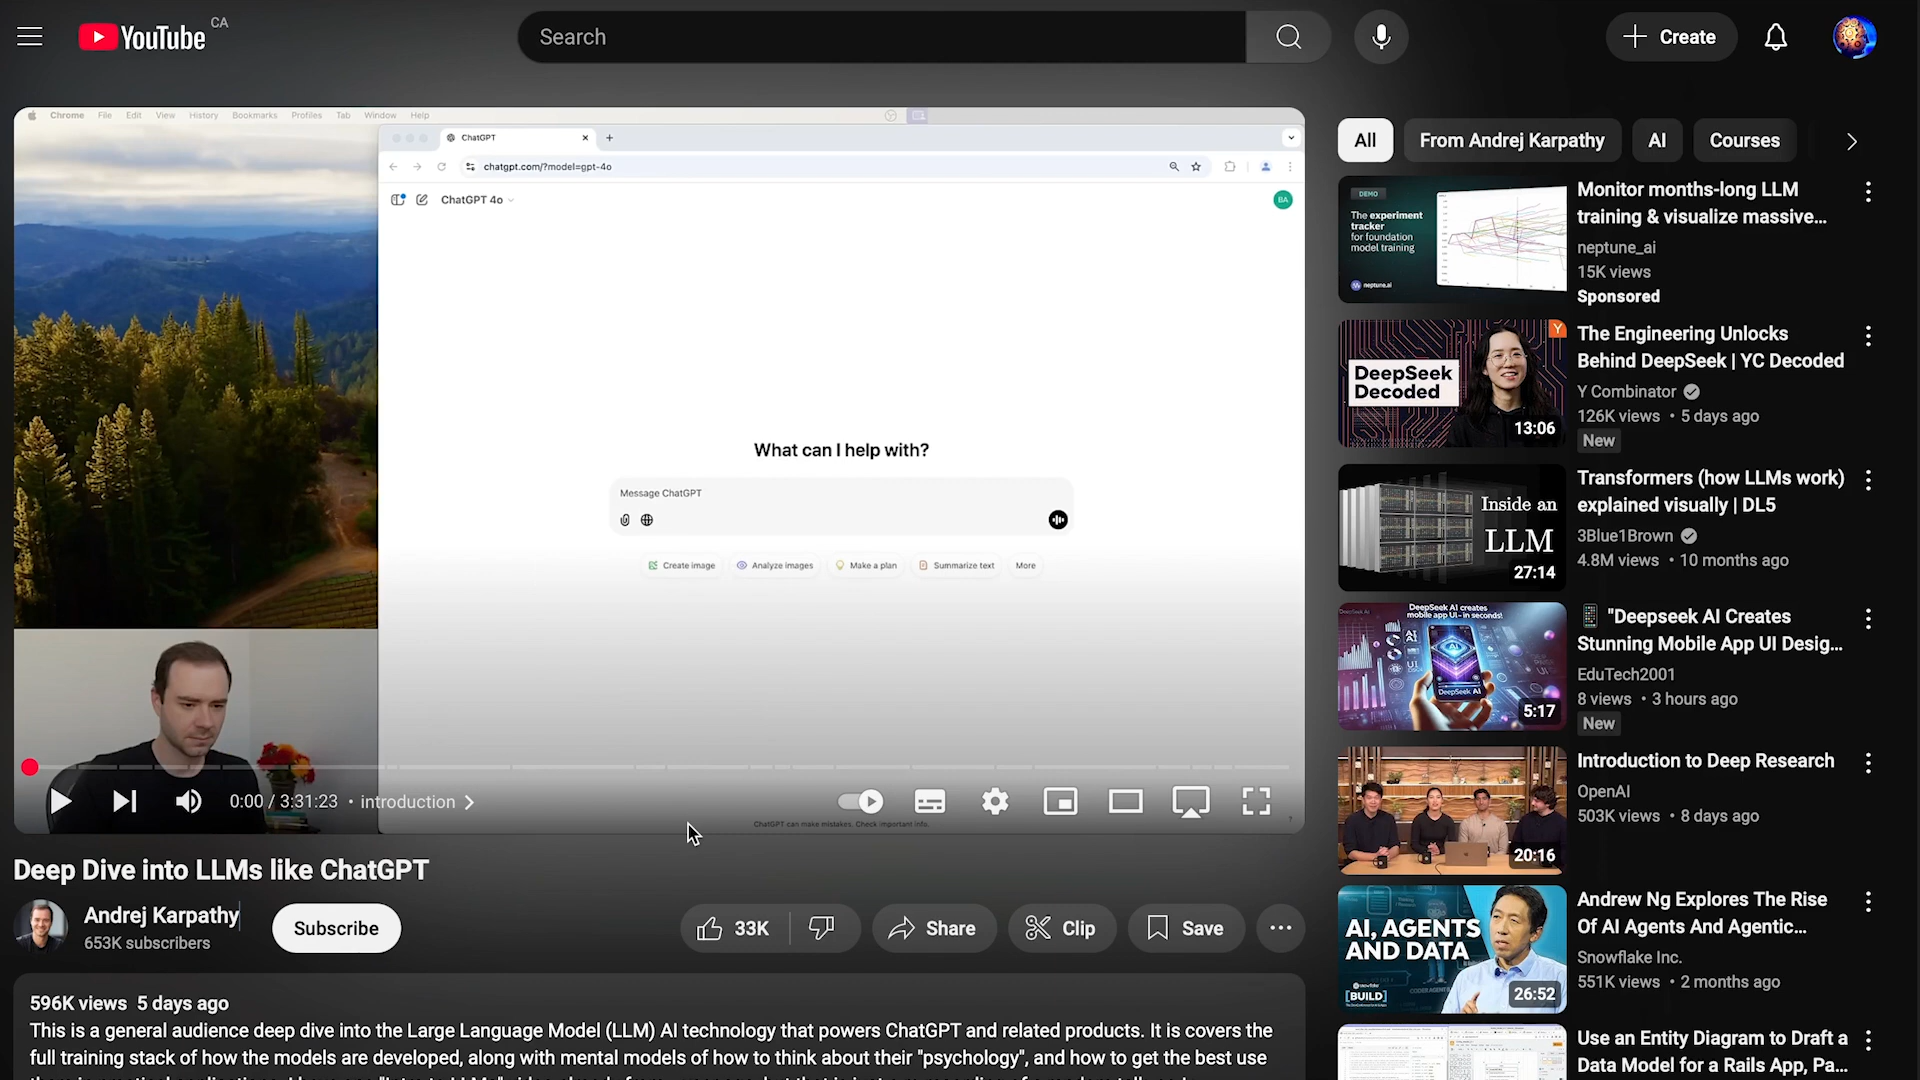 YouTube CA
Search
Create
Chrome File Edit View History Bookmarks Profiles Tab Window Help
ChatGPT
chatgpt.com/?model=gpt-4o
ChatGPT 4o
BA
What can I help with?
Message ChatGPT
Create image Analyze images Make a plan Summarize text More
0:00 / 3:31:23 • introduction
ChatGPT can make mistakes. Check important info.
Deep Dive into LLMs like ChatGPT
Andrej Karpathy
653K subscribers
Subscribe
33K
Share
Clip
Save
596K views 5 days ago
This is a general audience deep dive into the Large Language Model (LLM) AI technology that powers ChatGPT and related products. It is covers the
full training stack of how the models are developed, along with mental models of how to think about their "psychology", and how to get the best use
All From Andrej Karpathy AI Courses
DEMO
The experiment
tracker
for foundation
model training
neptune.ai
Monitor months-long LLM
training & visualize massive...
neptune_ai
15K views
Sponsored
DeepSeek
Decoded
Y
13:06
The Engineering Unlocks
Behind DeepSeek | YC Decoded
Y Combinator
126K views • 5 days ago
New
Inside an
LLM
27:14
Transformers (how LLMs work)
explained visually | DL5
3Blue1Brown
4.8M views • 10 months ago
DeepSeek AI creates
mobile app UI - in seconds!
AI
DeepSeek AI
5:17
"Deepseek AI Creates
Stunning Mobile App UI Desig...
EduTech2001
8 views • 3 hours ago
New
20:16
Introduction to Deep Research
OpenAI
503K views • 8 days ago
AI, AGENTS
AND DATA
snowflake
[BUILD]
26:52
Andrew Ng Explores The Rise
Of AI Agents And Agentic...
Snowflake Inc.
551K views • 2 months ago
Use an Entity Diagram to Draft a
Data Model for a Rails App, Pa...